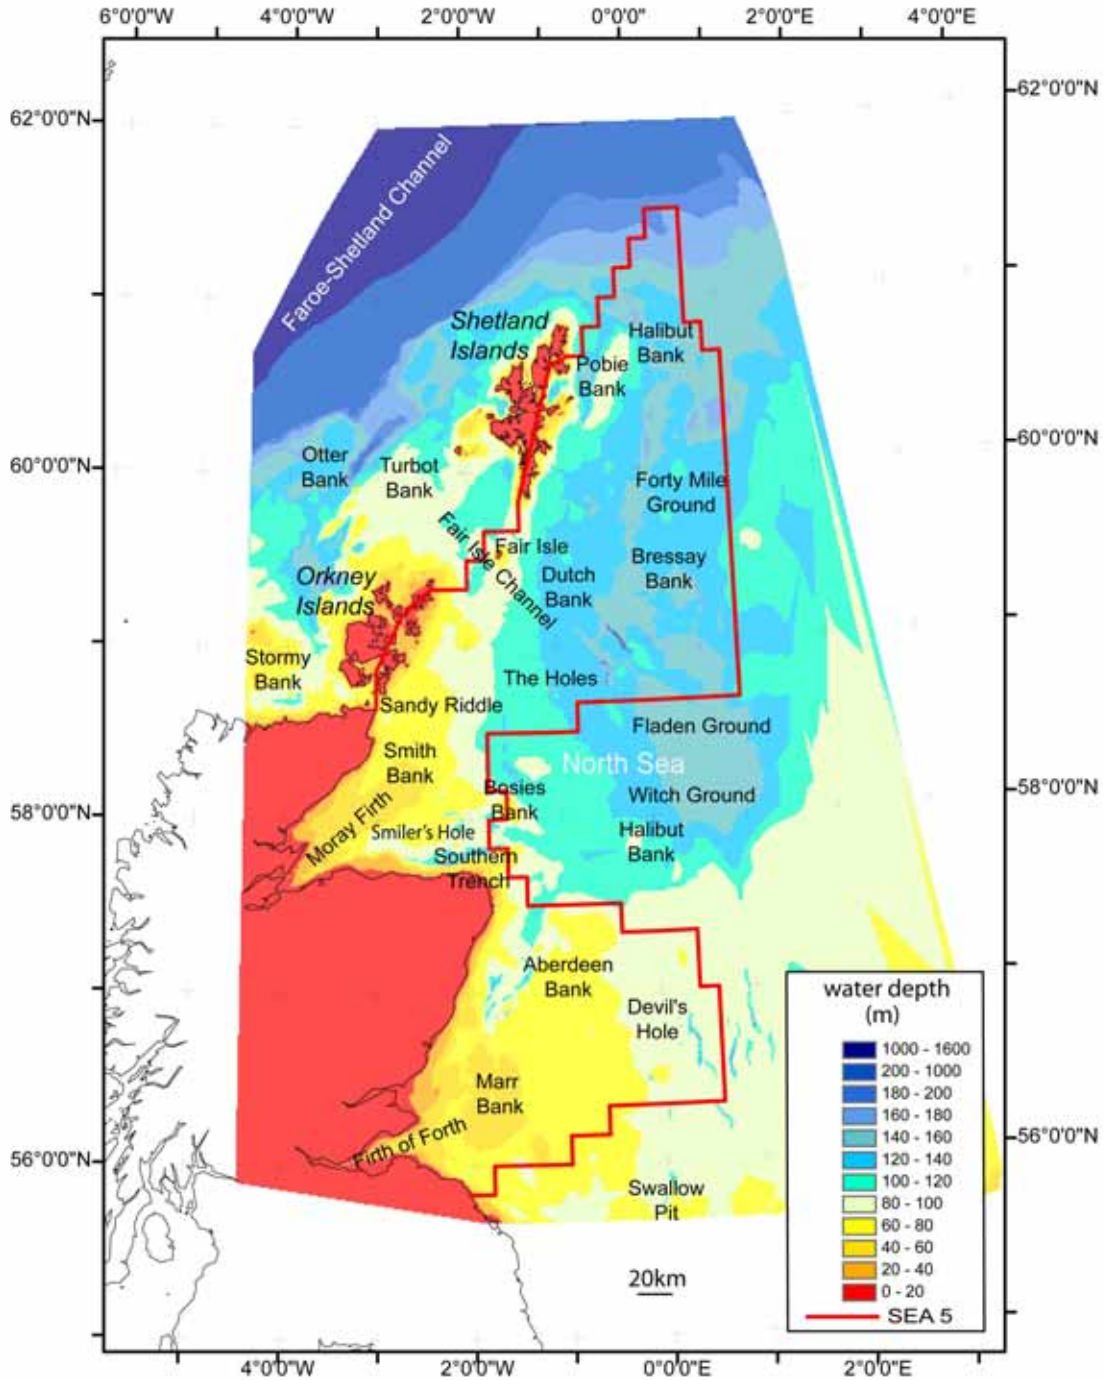 6°0'0"W 4°0'0"W 2°0'0"W 0°0'0" 2°0'0"E 4°0'0"E
62°0'0"N
62°0'0"N
Faroe-Shetland Channel
Shetland
Islands
Halibut
Bank
Pobie
Bank
60°0'0"N
60°0'0"N
Otter
Bank
Turbot
Bank
Forty Mile
Ground
Fair Isle Channel
Fair Isle
Bressay
Bank
Dutch
Bank
Orkney
Islands
Stormy
Bank
The Holes
Sandy Riddle
Fladen Ground
Smith
Bank
North Sea
Bosies
Bank
Witch Ground
58°0'0"N
58°0'0"N
Moray Firth
Smiler's Hole
Halibut
Bank
Southern
Trench
Aberdeen
Bank
Devil's
Hole
Marr
Bank
Firth of Forth
56°0'0"N
56°0'0"N
Swallow
Pit
20km
water depth
(m)
1000 - 1600
200 - 1000
180 - 200
160 - 180
140 - 160
120 - 140
100 - 120
80 - 100
60 - 80
40 - 60
20 - 40
0 - 20
SEA 5
4°0'0"W 2°0'0"W 0°0'0"E 2°0'0"E